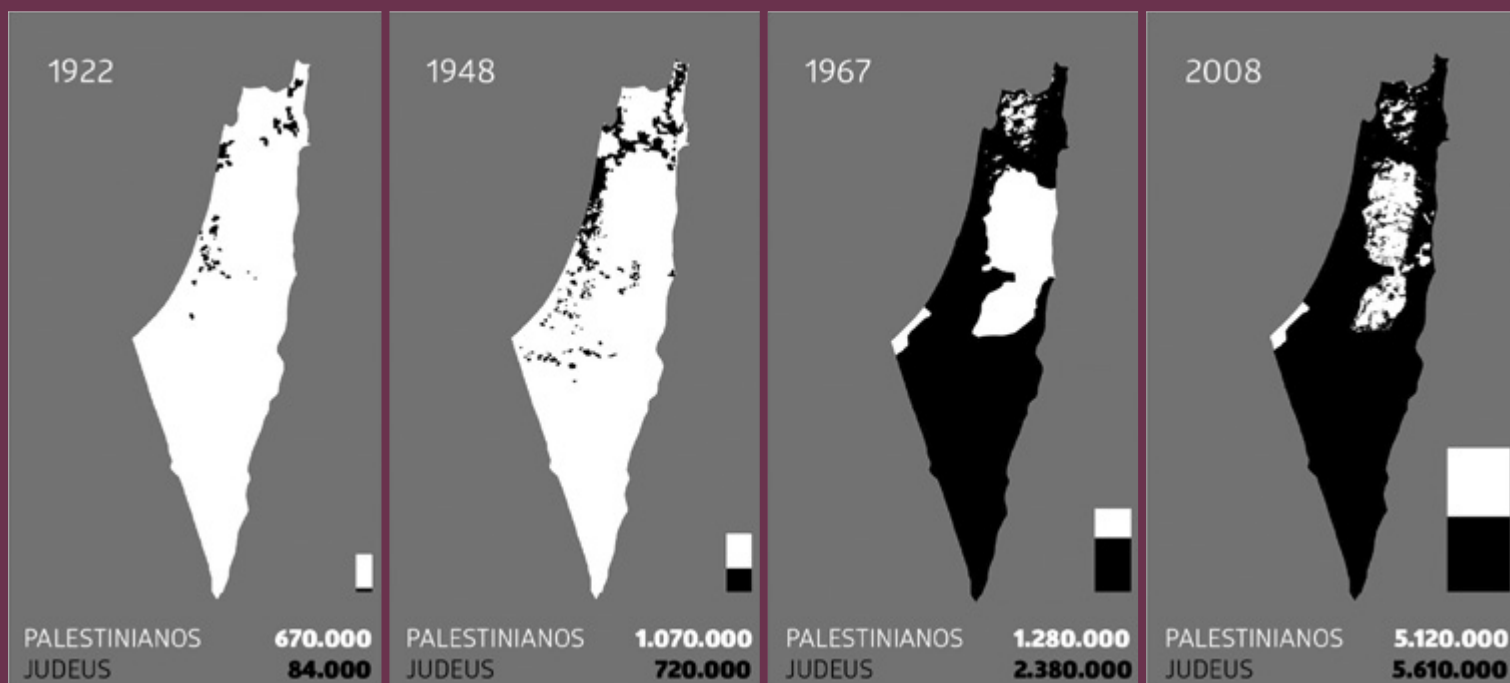 1922
PALESTINIANOS 670.000
JUDEUS 84.000
1948
PALESTINIANOS 1.070.000
JUDEUS 720.000
1967
PALESTINIANOS 1.280.000
JUDEUS 2.380.000
2008
PALESTINIANOS 5.120.000
JUDEUS 5.610.000